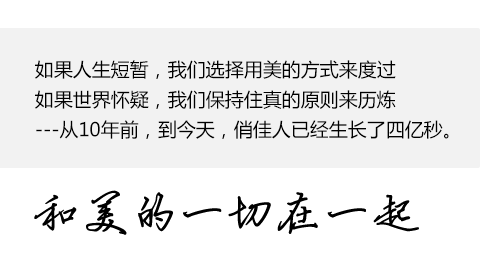 如果人生短暂，我们选择用美的方式来度过
如果世界怀疑，我们保持住真的原则来历炼
---从10年前，到今天，俏佳人已经生长了四亿秒。
和美的一切在一起